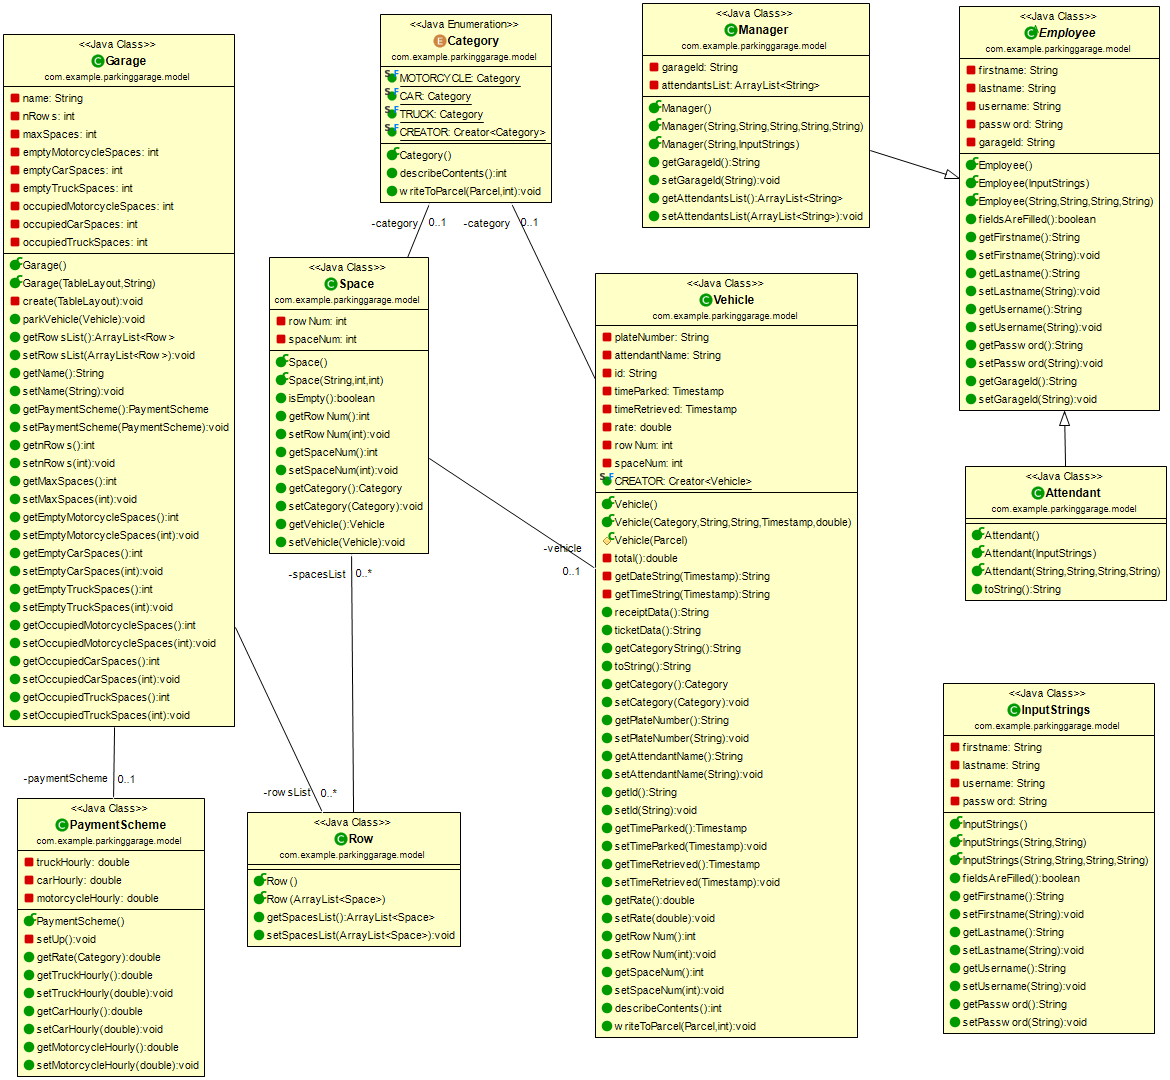 <<Java Class>>
Garage
com.example.parkinggarage.model
name: String
nRows: int
maxSpaces: int
emptyMotorcycleSpaces: int
emptyCarSpaces: int
emptyTruckSpaces: int
occupiedMotorcycleSpaces: int
occupiedCarSpaces: int
occupiedTruckSpaces: int
Garage()
Garage(TableLayout,String)
create(TableLayout):void
parkVehicle(Vehicle):void
getRowsList():ArrayList<Row>
setRowsList(ArrayList<Row>):void
getName():String
setName(String):void
getPaymentScheme():PaymentScheme
setPaymentScheme(PaymentScheme):void
getnRows():int
setnRows(int):void
getMaxSpaces():int
setMaxSpaces(int):void
getEmptyMotorcycleSpaces():int
setEmptyMotorcycleSpaces(int):void
getEmptyCarSpaces():int
setEmptyCarSpaces(int):void
getEmptyTruckSpaces():int
setEmptyTruckSpaces(int):void
getOccupiedMotorcycleSpaces():int
setOccupiedMotorcycleSpaces(int):void
getOccupiedCarSpaces():int
setOccupiedCarSpaces(int):void
getOccupiedTruckSpaces():int
setOccupiedTruckSpaces(int):void
-paymentScheme 0..1
<<Java Class>>
PaymentScheme
com.example.parkinggarage.model
truckHourly: double
carHourly: double
motorcycleHourly: double
PaymentScheme()
setUp():void
getRate(Category):double
getTruckHourly():double
setTruckHourly(double):void
getCarHourly():double
setCarHourly(double):void
getMotorcycleHourly():double
setMotorcycleHourly(double):void
<<Java Enumeration>>
Category
com.example.parkinggarage.model
MOTORCYCLE: Category
CAR: Category
TRUCK: Category
CREATOR: Creator<Category>
Category()
describeContents():int
writeToParcel(Parcel,int):void
-category 0..1
-category 0..1
<<Java Class>>
Space
com.example.parkinggarage.model
rowNum: int
spaceNum: int
Space()
Space(String,int,int)
isEmpty():boolean
getRowNum():int
setRowNum(int):void
getSpaceNum():int
setSpaceNum(int):void
getCategory():Category
setCategory(Category):void
getVehicle():Vehicle
setVehicle(Vehicle):void
-vehicle
0..1
-spacesList 0..*
-rowsList 0..*
<<Java Class>>
Row
com.example.parkinggarage.model
Row()
Row(ArrayList<Space>)
getSpacesList():ArrayList<Space>
setSpacesList(ArrayList<Space>):void
<<Java Class>>
Manager
com.example.parkinggarage.model
garageId: String
attendantsList: ArrayList<String>
Manager()
Manager(String,String,String,String,String)
Manager(String,InputStrings)
getGarageId():String
setGarageId(String):void
getAttendantsList():ArrayList<String>
setAttendantsList(ArrayList<String>):void
<<Java Class>>
Vehicle
com.example.parkinggarage.model
plateNumber: String
attendantName: String
id: String
timeParked: Timestamp
timeRetrieved: Timestamp
rate: double
rowNum: int
spaceNum: int
CREATOR: Creator<Vehicle>
Vehicle()
Vehicle(Category,String,String,Timestamp,double)
Vehicle(Parcel)
total():double
getDateString(Timestamp):String
getTimeString(Timestamp):String
receiptData():String
ticketData():String
getCategoryString():String
toString():String
getCategory():Category
setCategory(Category):void
getPlateNumber():String
setPlateNumber(String):void
getAttendantName():String
setAttendantName(String):void
getId():String
setId(String):void
getTimeParked():Timestamp
setTimeParked(Timestamp):void
getTimeRetrieved():Timestamp
setTimeRetrieved(Timestamp):void
getRate():double
setRate(double):void
getRowNum():int
setRowNum(int):void
getSpaceNum():int
setSpaceNum(int):void
describeContents():int
writeToParcel(Parcel,int):void
<<Java Class>>
Employee
com.example.parkinggarage.model
firstname: String
lastname: String
username: String
password: String
garageId: String
Employee()
Employee(InputStrings)
Employee(String,String,String,String)
fieldsAreFilled():boolean
getFirstname():String
setFirstname(String):void
getLastname():String
setLastname(String):void
getUsername():String
setUsername(String):void
getPassword():String
setPassword(String):void
getGarageId():String
setGarageId(String):void
<<Java Class>>
Attendant
com.example.parkinggarage.model
Attendant()
Attendant(InputStrings)
Attendant(String,String,String,String)
toString():String
<<Java Class>>
InputStrings
com.example.parkinggarage.model
firstname: String
lastname: String
username: String
password: String
InputStrings()
InputStrings(String,String)
InputStrings(String,String,String,String)
fieldsAreFilled():boolean
getFirstname():String
setFirstname(String):void
getLastname():String
setLastname(String):void
getUsername():String
setUsername(String):void
getPassword():String
setPassword(String):void